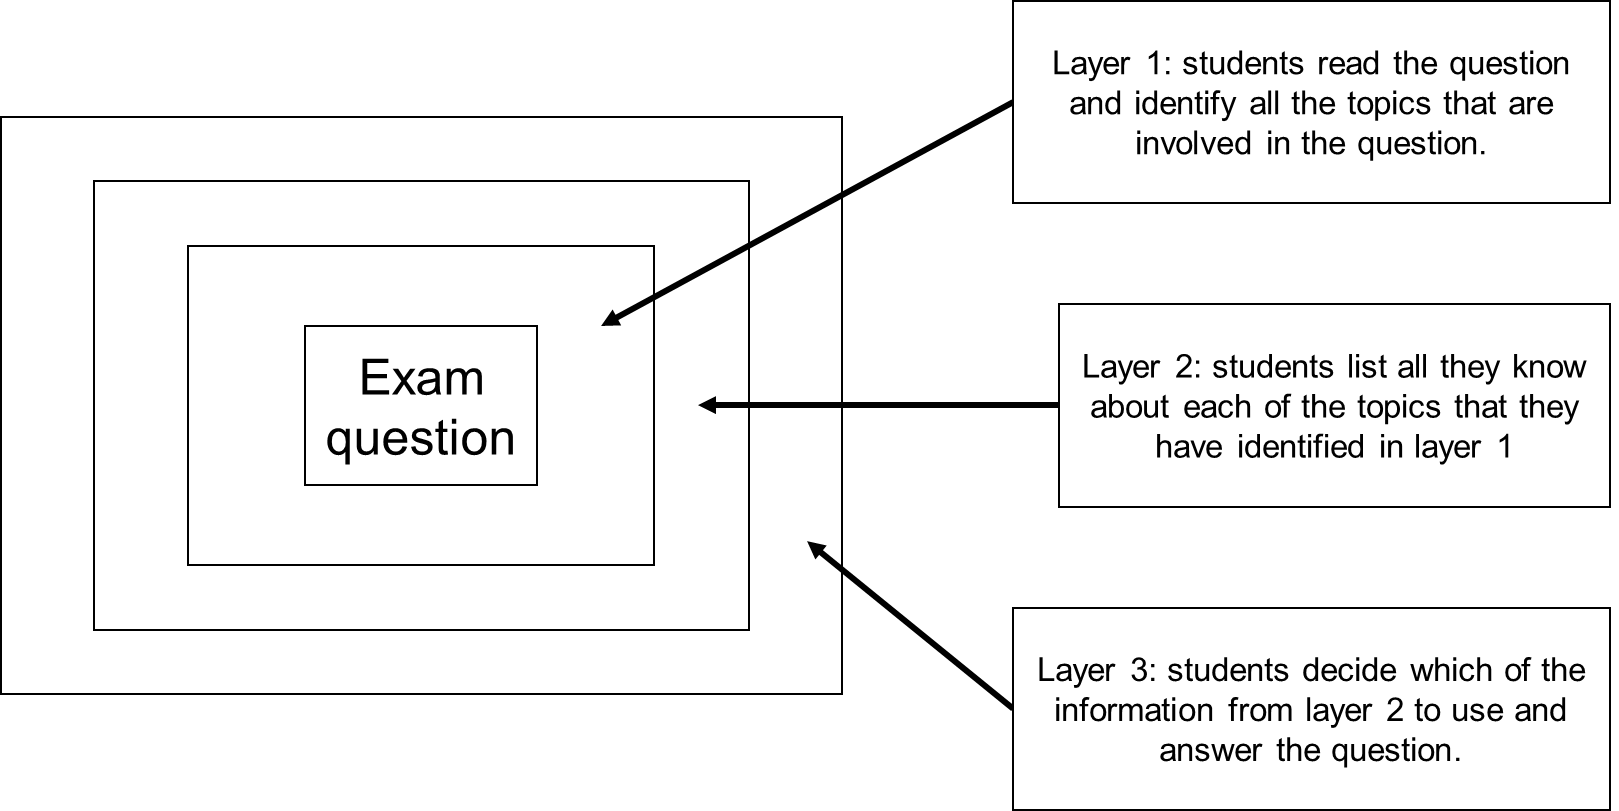 Layer 1: students read the question
and identify all the topics that are
involved in the question.
Exam
question
Layer 2: students list all they know
about each of the topics that they
have identified in layer 1
Layer 3: students decide which of the
information from layer 2 to use and
answer the question.